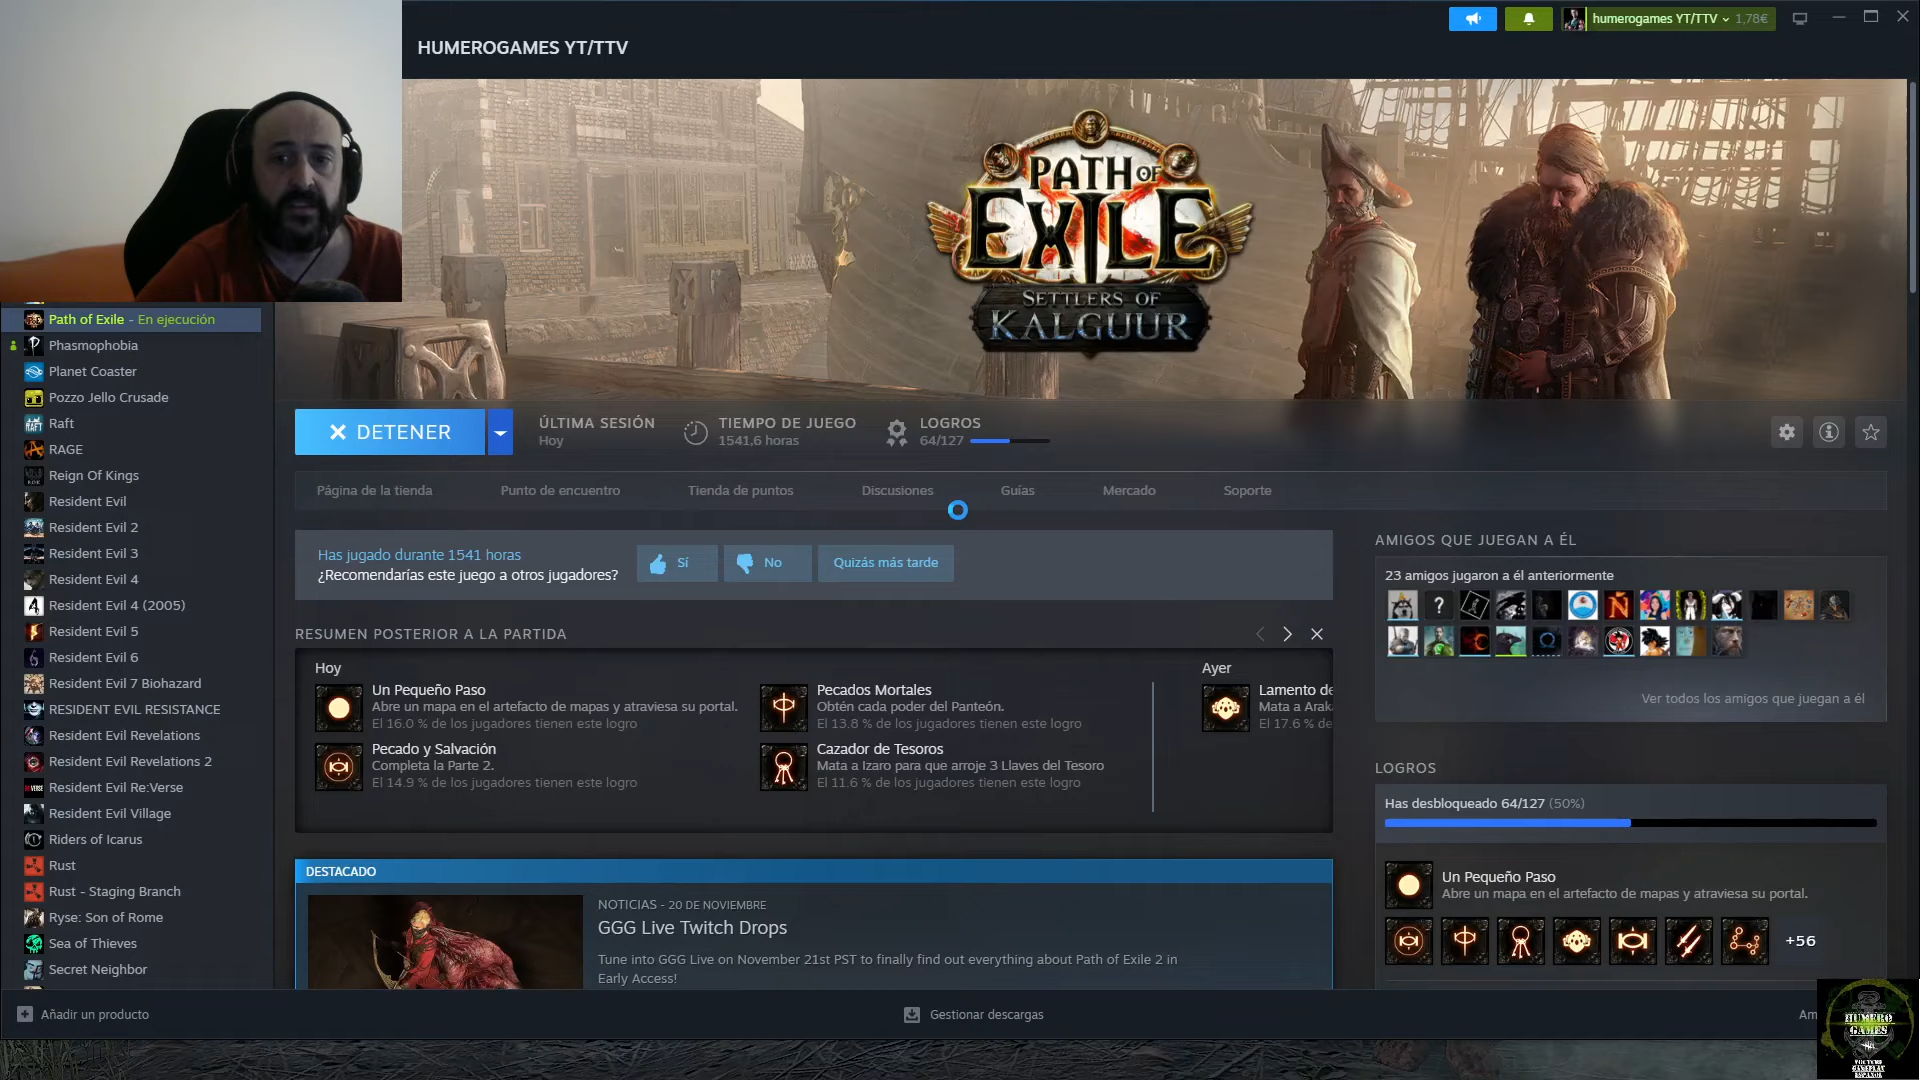 humerogames YT/TTV
1,78€
HUMEROGAMES YT/TTV
PATH OF
EXILE
SETTLERS OF
KALGUUR
Path of Exile - En ejecución
Phasmophobia
Planet Coaster
Pozzo Jello Crusade
Raft
RAGE
Reign Of Kings
Resident Evil
Resident Evil 2
Resident Evil 3
Resident Evil 4
Resident Evil 4 (2005)
Resident Evil 5
Resident Evil 6
Resident Evil 7 Biohazard
RESIDENT EVIL RESISTANCE
Resident Evil Revelations
Resident Evil Revelations 2
Resident Evil Re:Verse
Resident Evil Village
Riders of Icarus
Rust
Rust - Staging Branch
Ryse: Son of Rome
Sea of Thieves
Secret Neighbor
DETENER
ÚLTIMA SESIÓN
Hoy
TIEMPO DE JUEGO
1541,6 horas
LOGROS
64/127
Página de la tienda
Punto de encuentro
Tienda de puntos
Discusiones
Guías
Mercado
Soporte
Has jugado durante 1541 horas
¿Recomendarías este juego a otros jugadores?
Sí
No
Quizás más tarde
RESUMEN POSTERIOR A LA PARTIDA
Hoy
Un Pequeño Paso
Abre un mapa en el artefacto de mapas y atraviesa su portal.
El 16.0 % de los jugadores tienen este logro
Pecado y Salvación
Completa la Parte 2.
El 14.9 % de los jugadores tienen este logro
Pecados Mortales
Obtén cada poder del Panteón.
El 13.8 % de los jugadores tienen este logro
Cazador de Tesoros
Mata a Izaro para que arroje 3 Llaves del Tesoro
El 11.6 % de los jugadores tienen este logro
Ayer
Lamento de
Mata a Arak
El 17.6 % de
DESTACADO
NOTICIAS - 20 DE NOVIEMBRE
GGG Live Twitch Drops
Tune into GGG Live on November 21st PST to finally find out everything about Path of Exile 2 in
Early Access!
AMIGOS QUE JUEGAN A ÉL
23 amigos jugaron a él anteriormente
Ver todos los amigos que juegan a él
LOGROS
Has desbloqueado 64/127 (50%)
Un Pequeño Paso
Abre un mapa en el artefacto de mapas y atraviesa su portal.
+56
Añadir un producto
Gestionar descargas
Am
HUMERO
GAMES
YOUTUBE
GAMEPLAY
ESPAÑOL